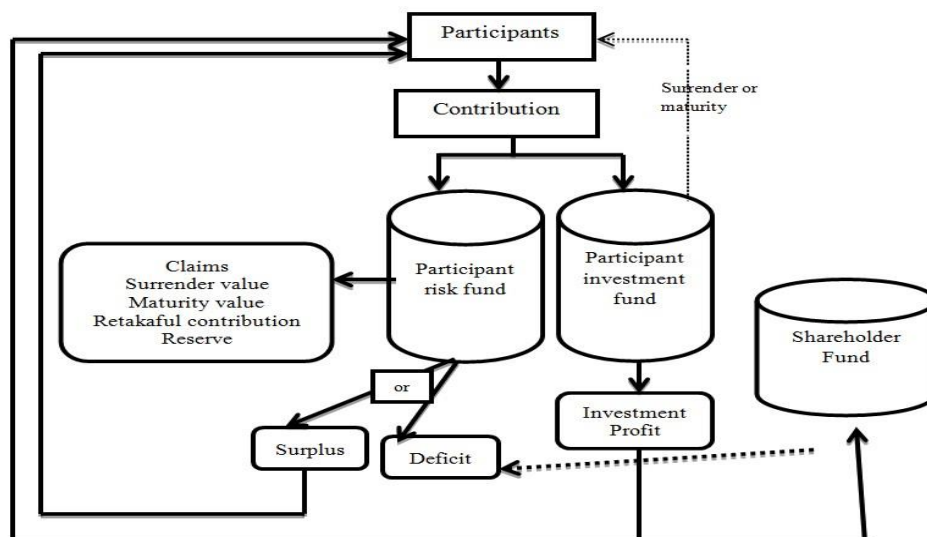 Participants
Surrender or
maturity
Contribution
Claims
Surrender value
Maturity value
Retakaful contribution
Reserve
Participant
risk fund
Participant
investment
fund
Shareholder
Fund
or
Surplus
Deficit
Investment
Profit